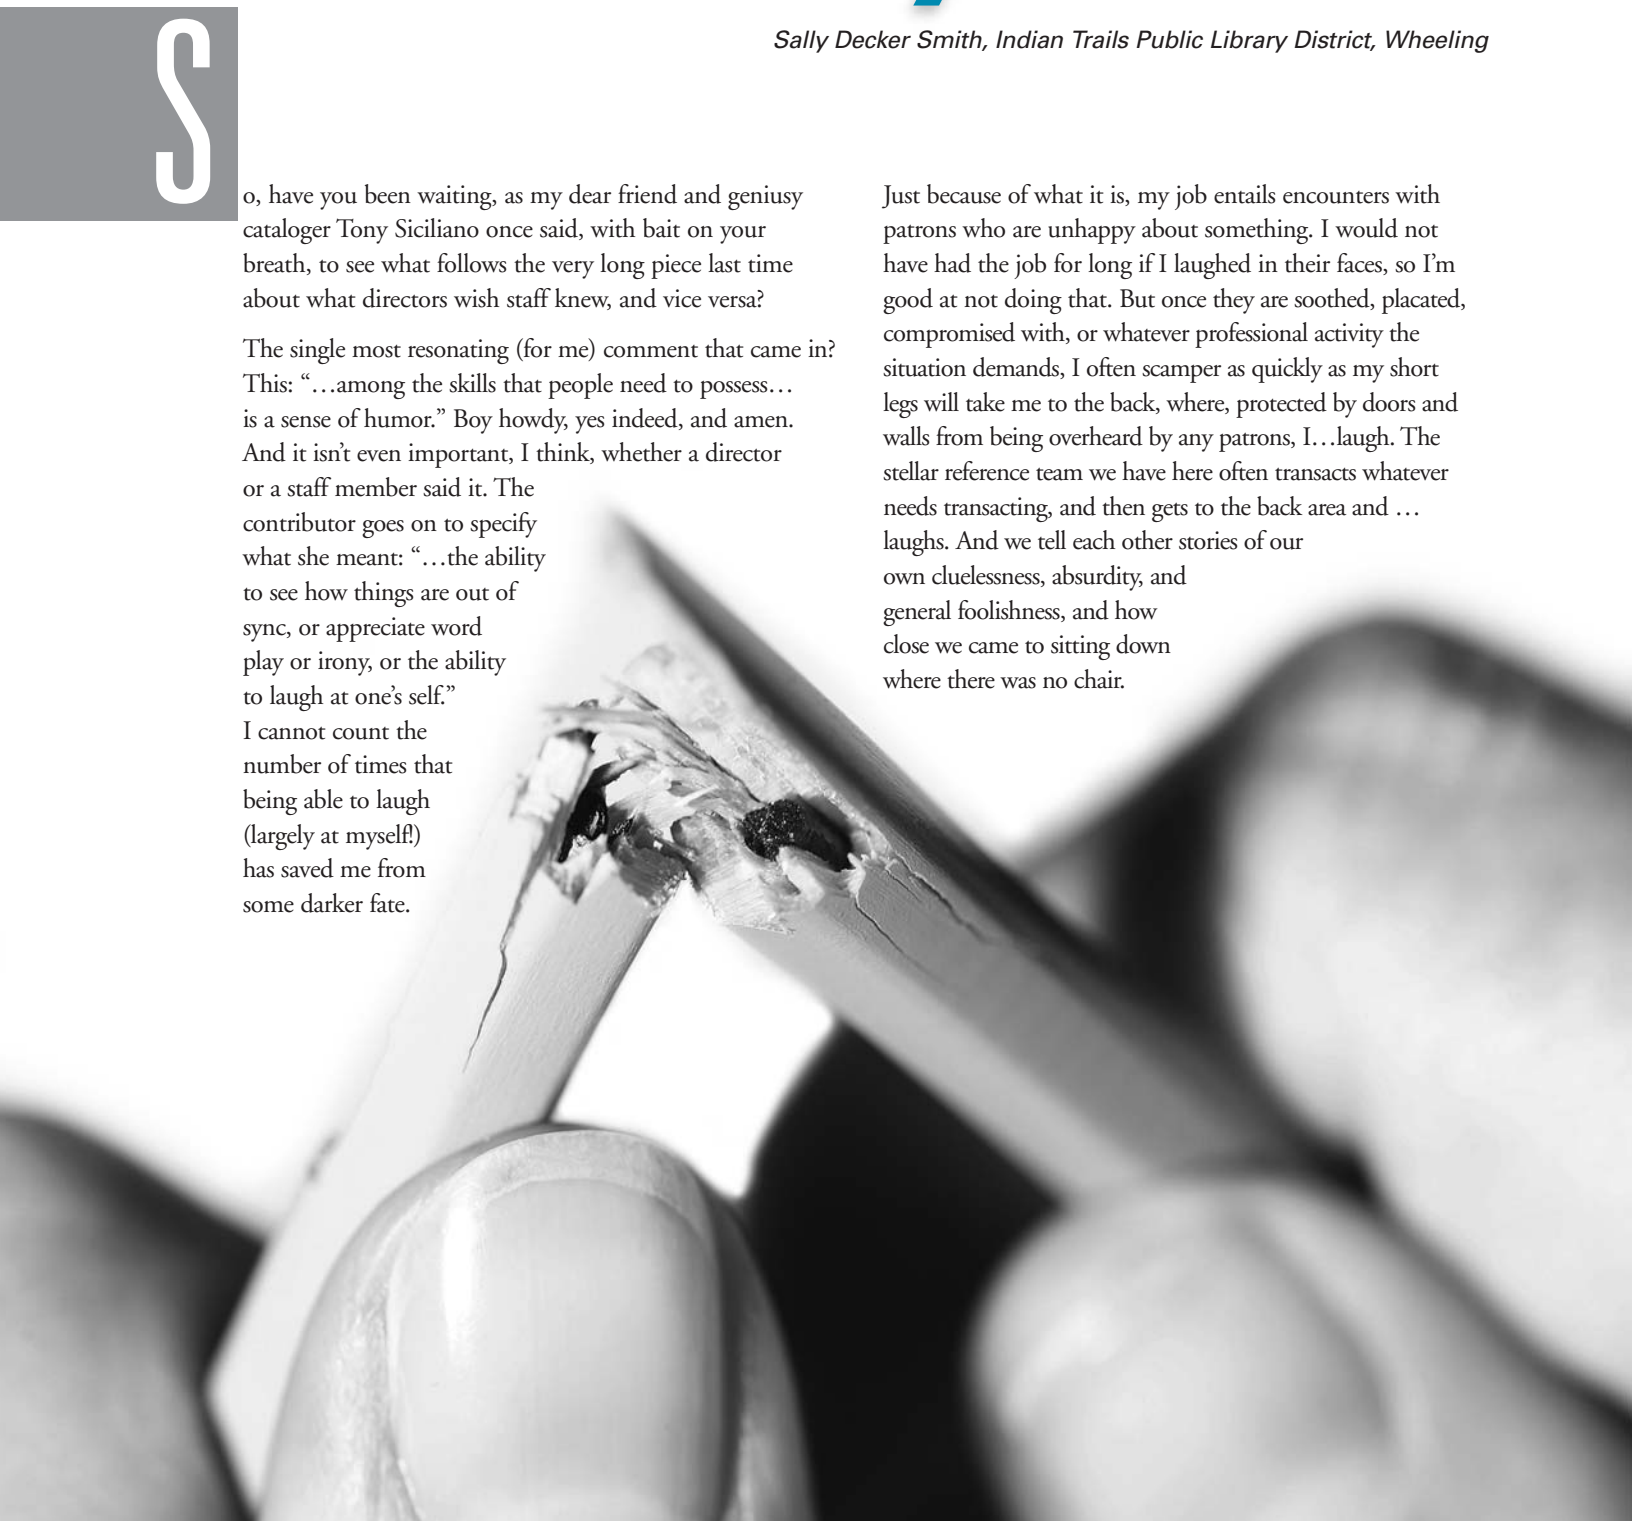 Sally Decker Smith, Indian Trails Public Library District, Wheeling
S
o, have you been waiting, as my dear friend and geniusy
cataloger Tony Siciliano once said, with bait on your
breath, to see what follows the very long piece last time
about what directors wish staff knew, and vice versa?
The single most resonating (for me) comment that came in?
This: “…among the skills that people need to possess…
is a sense of humor.” Boy howdy, yes indeed, and amen.
And it isn’t even important, I think, whether a director
or a staff member said it. The
contributor goes on to specify
what she meant: “…the ability
to see how things are out of
sync, or appreciate word
play or irony, or the ability
to laugh at one’s self.”
I cannot count the
number of times that
being able to laugh
(largely at myself!)
has saved me from
some darker fate.
Just because of what it is, my job entails encounters with
patrons who are unhappy about something. I would not
have had the job for long if I laughed in their faces, so I’m
good at not doing that. But once they are soothed, placated,
compromised with, or whatever professional activity the
situation demands, I often scamper as quickly as my short
legs will take me to the back, where, protected by doors and
walls from being overheard by any patrons, I…laugh. The
stellar reference team we have here often transacts whatever
needs transacting, and then gets to the back area and …
laughs. And we tell each other stories of our
own cluelessness, absurdity, and
general foolishness, and how
close we came to sitting down
where there was no chair.